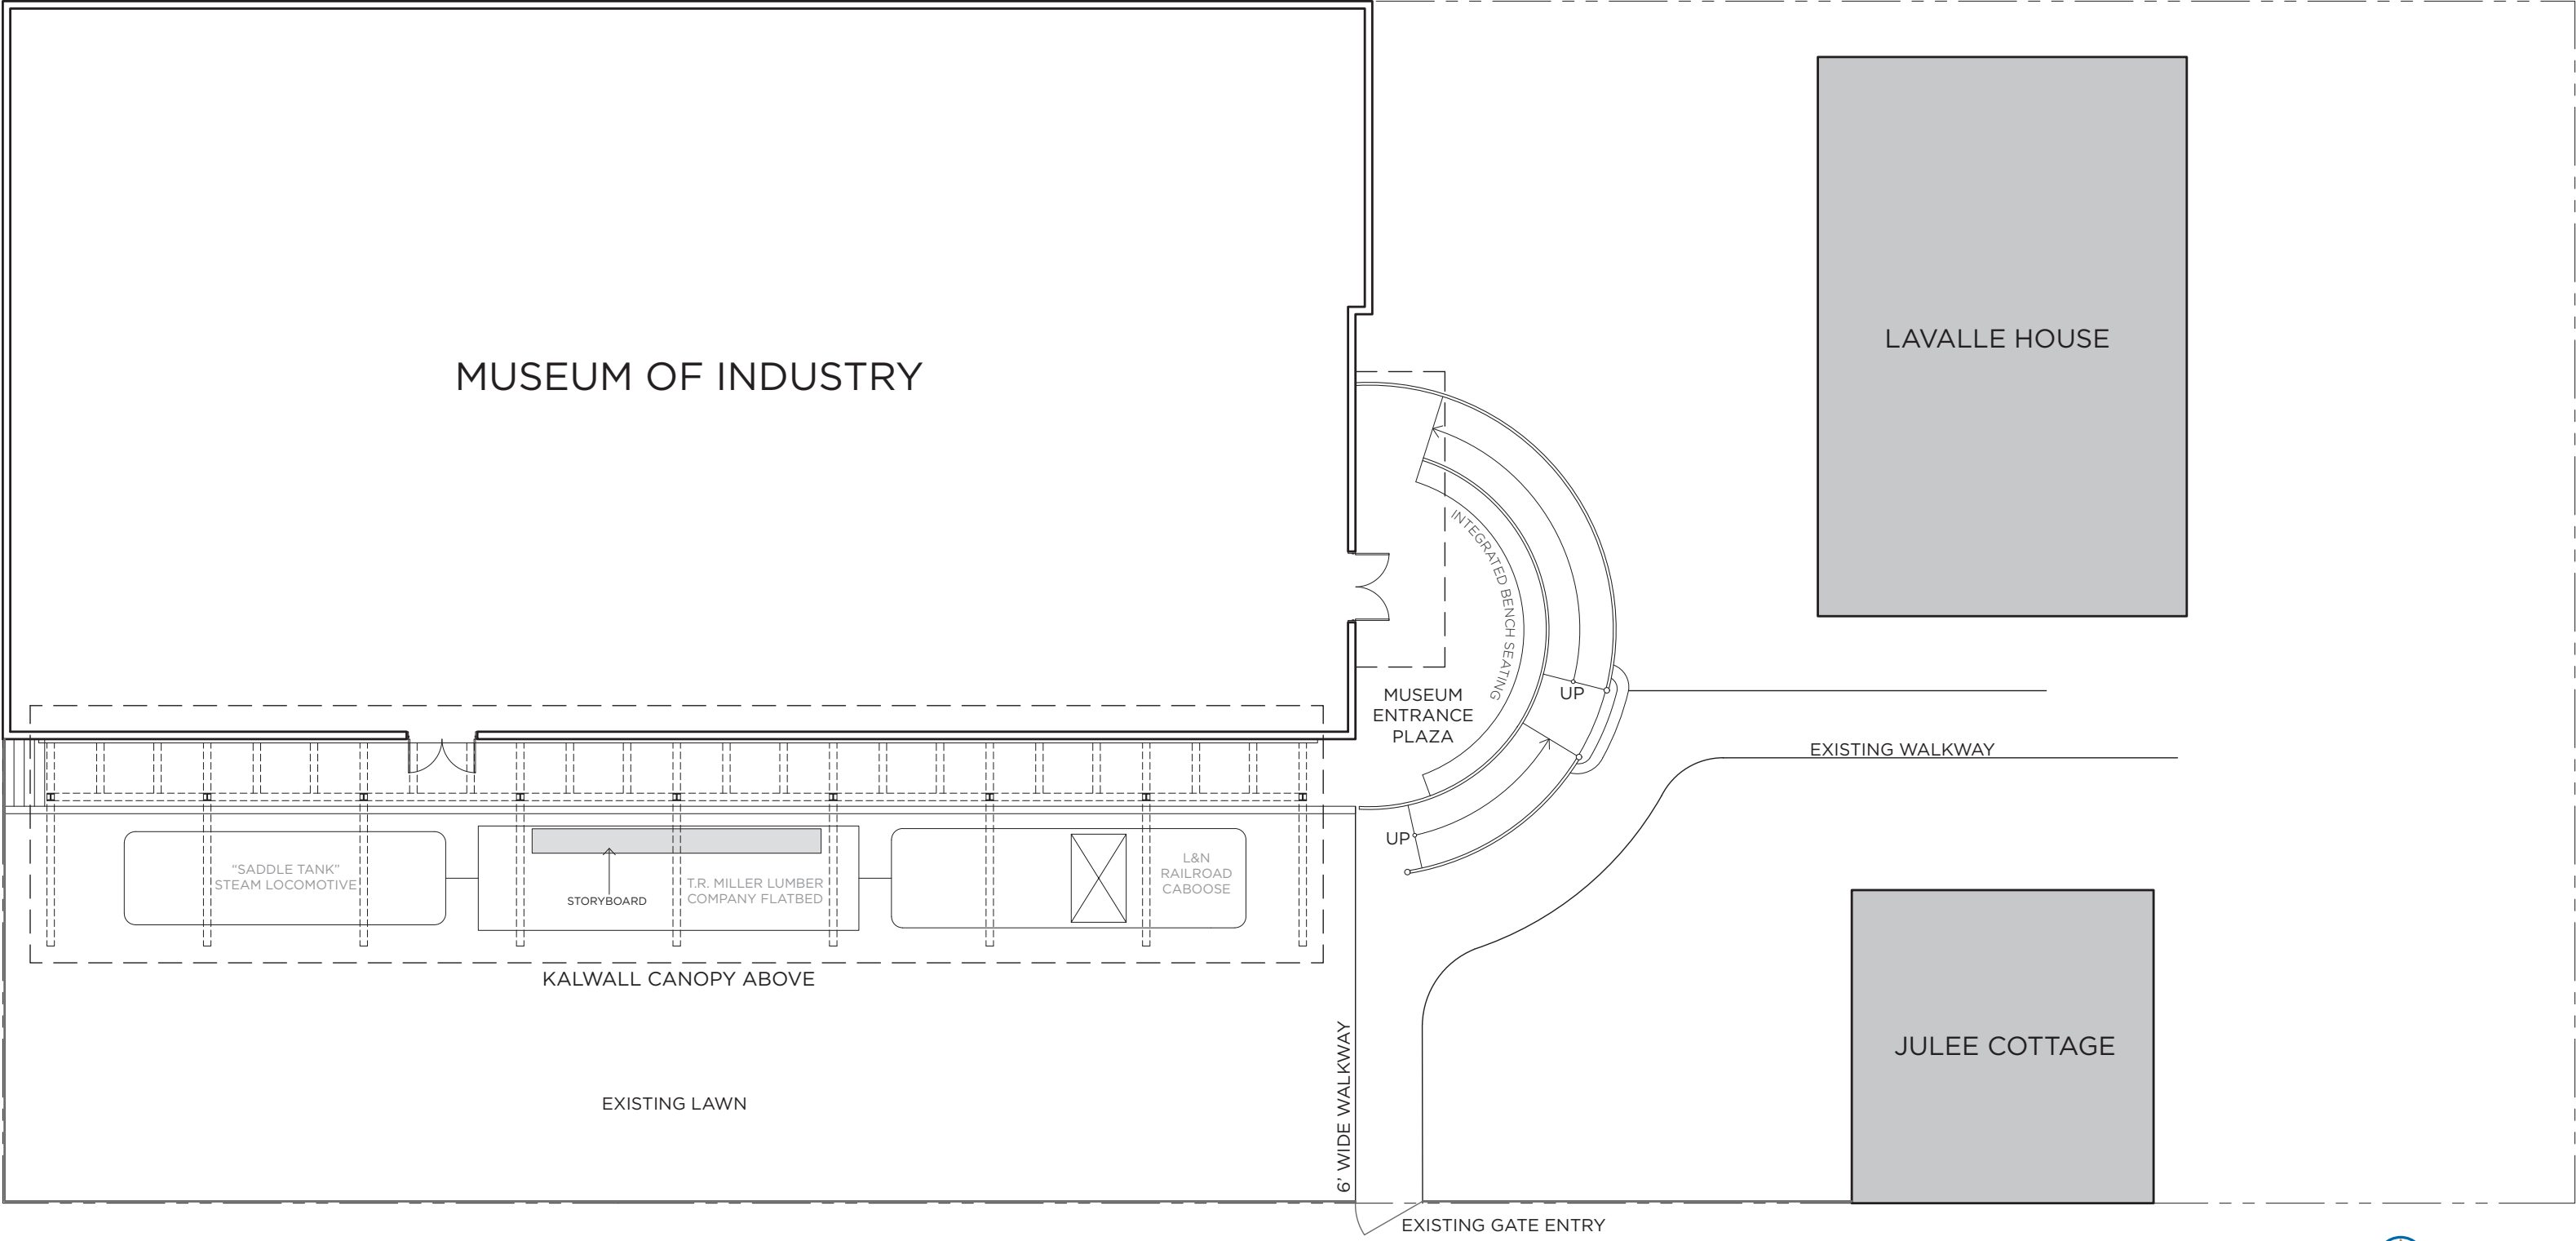 MUSEUM OF INDUSTRY
LAVALLE HOUSE
INTEGRATED BENCH SEATING
MUSEUM
ENTRANCE
PLAZA
UP
EXISTING WALKWAY
UP
“SADDLE TANK”
STEAM LOCOMOTIVE
STORYBOARD
T.R. MILLER LUMBER
COMPANY FLATBED
L&N
RAILROAD
CABOOSE
KALWALL CANOPY ABOVE
6’ WIDE WALKWAY
JULEE COTTAGE
EXISTING LAWN
EXISTING GATE ENTRY